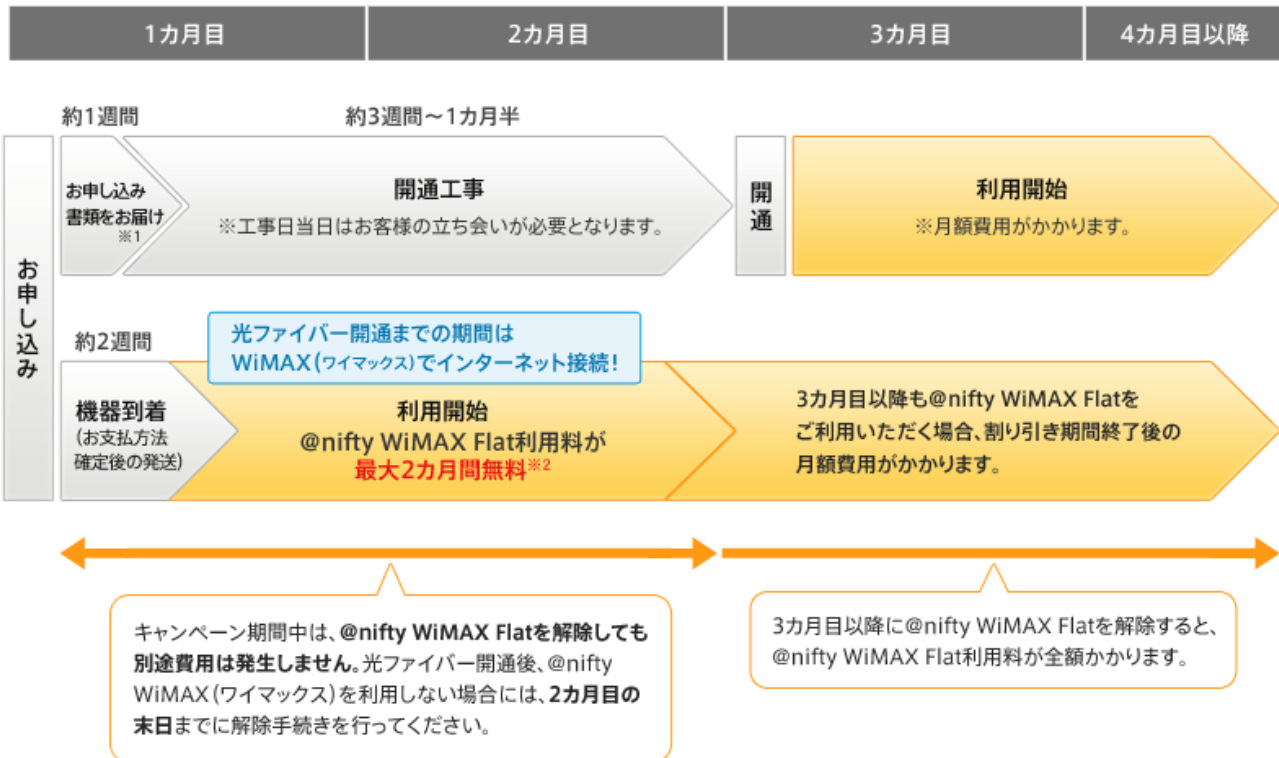 1カ月目
2カ月目
3カ月目
4カ月目以降
約1週間
約3週間～1カ月半
お申し込み
お申し込み
書類をお届け
※1
開通工事
※工事日当日はお客様の立ち会いが必要となります。
開通
利用開始
※月額費用がかかります。
約2週間
光ファイバー開通までの期間は
WiMAX(ワイマックス)でインターネット接続!
機器到着
(お支払方法
確定後の発送)
利用開始
@nifty WiMAX Flat利用料が
最大2カ月間無料※2
3カ月目以降も@nifty WiMAX Flatを
ご利用いただく場合、割り引き期間終了後の
月額費用がかかります。
キャンペーン期間中は、@nifty WiMAX Flatを解除しても
別途費用は発生しません。光ファイバー開通後、@nifty
WiMAX(ワイマックス)を利用しない場合には、2カ月目の
末日までに解除手続きを行ってください。
3カ月目以降に@nifty WiMAX Flatを解除すると、
@nifty WiMAX Flat利用料が全額かかります。